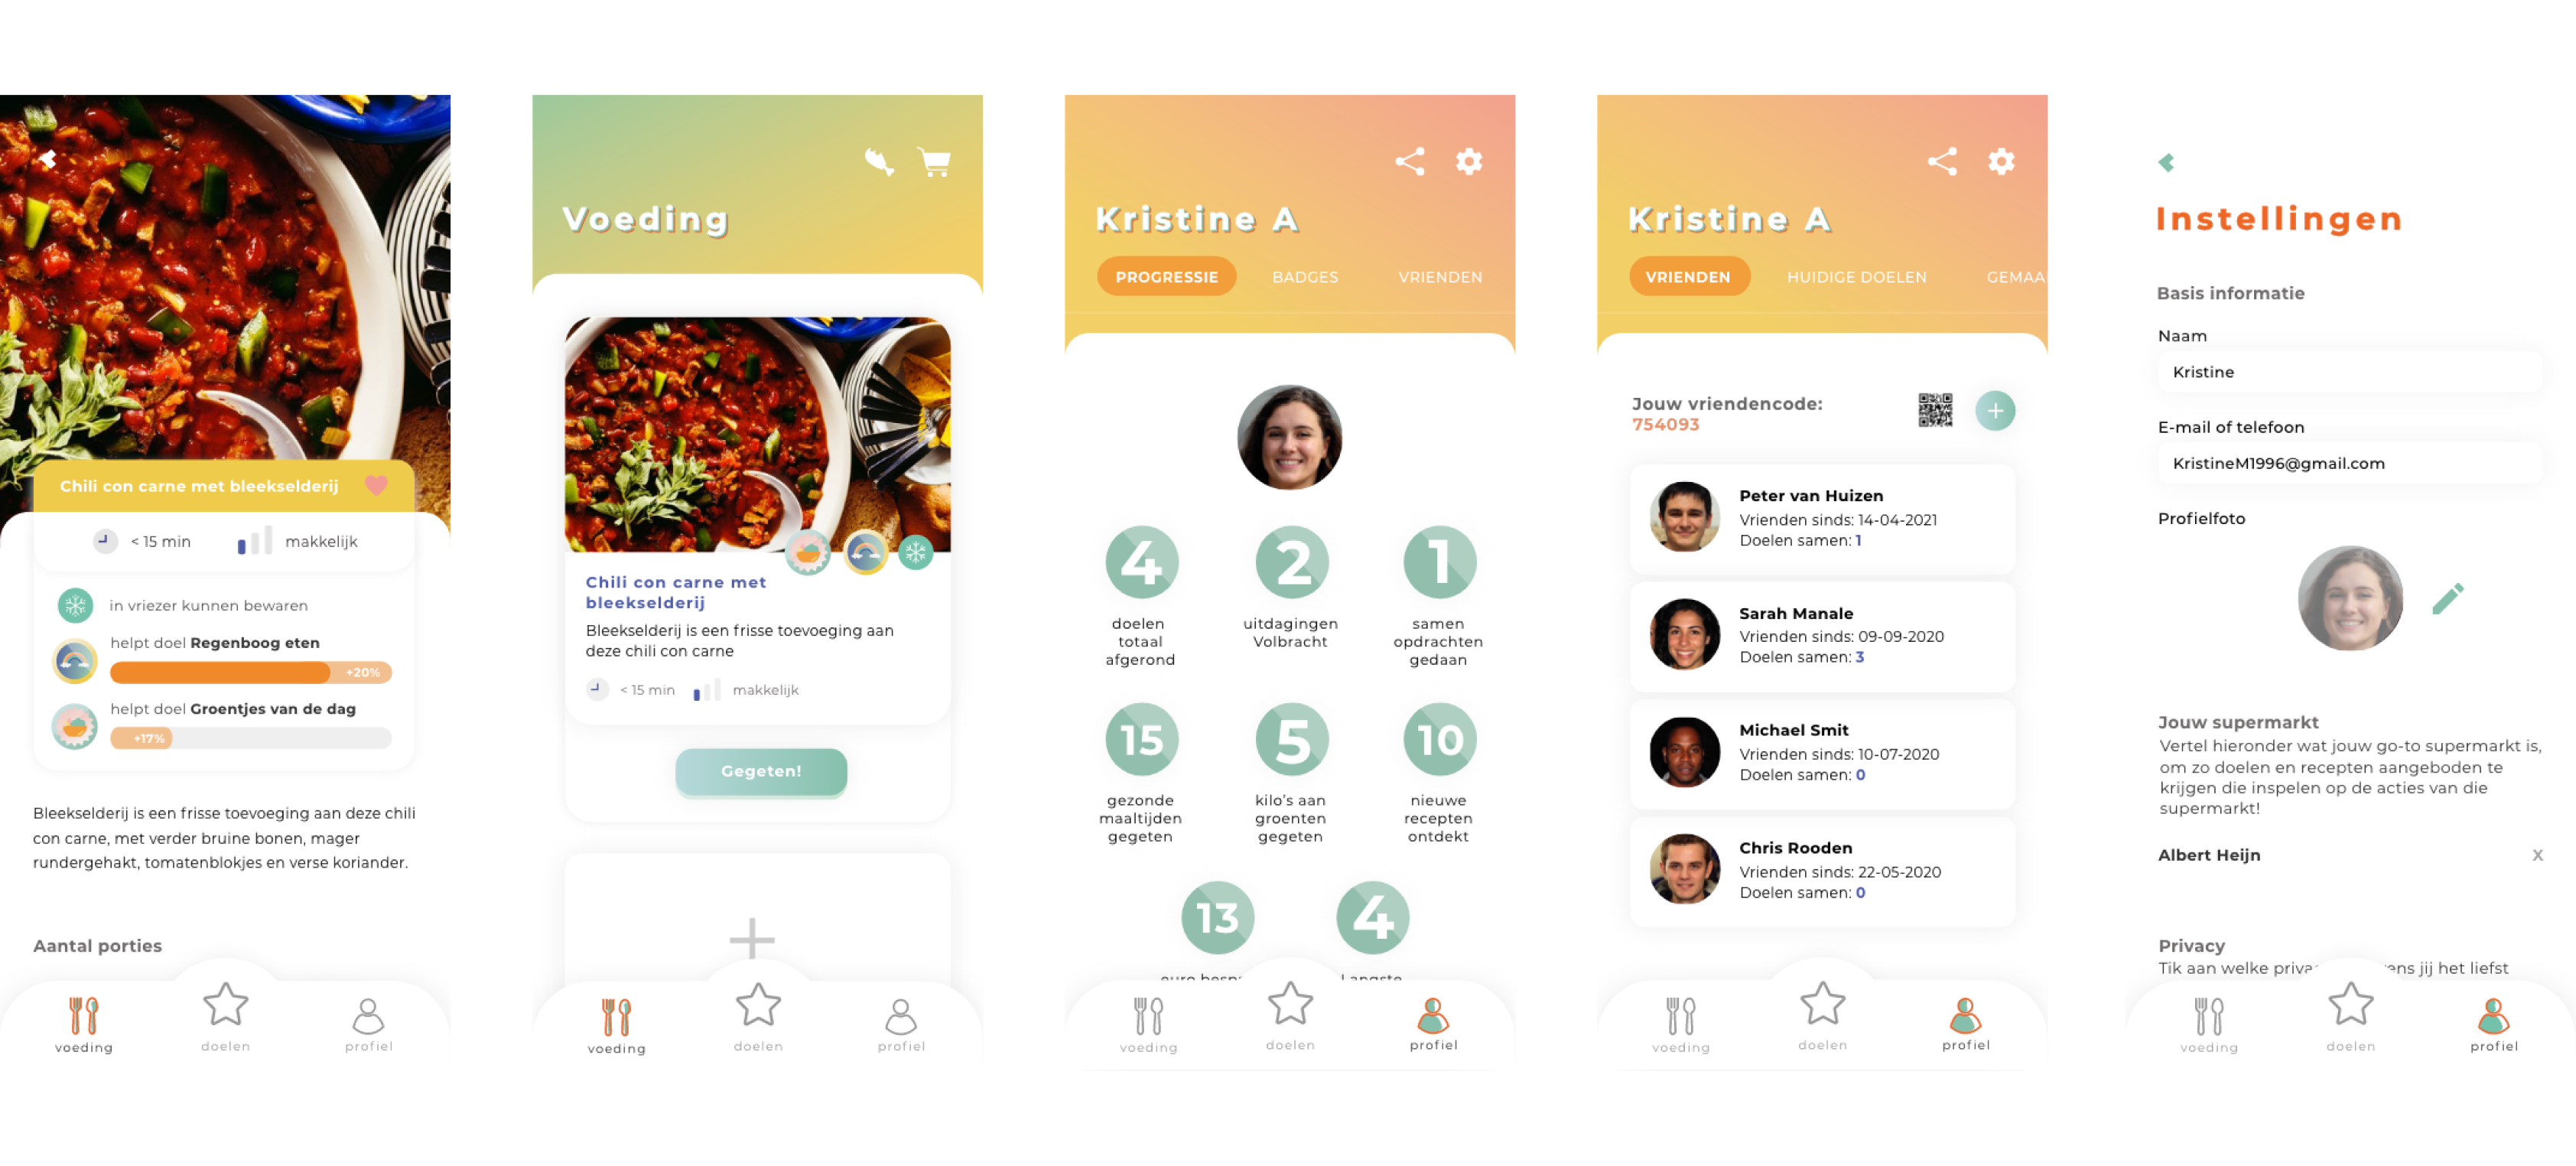 Chili con carne met bleekselderij
< 15 min
makkelijk
in vriezer kunnen bewaren
helpt doel Regenboog eten
+20%
helpt doel Groentjes van de dag
+17%
Bleekselderij is een frisse toevoeging aan deze chili
con carne, met verder bruine bonen, mager
rundergehakt, tomatenblokjes en verse koriander.
Aantal porties
voeding
doelen
profiel
Voeding
Chili con carne met
bleekselderij
Bleekselderij is een frisse toevoeging aan
deze chili con carne
< 15 min
makkelijk
Gegeten!
voeding
doelen
profiel
Kristine A
PROGRESSIE
BADGES
VRIENDEN
4
doelen
totaal
afgerond
2
uitdagingen
Volbracht
1
samen
opdrachten
gedaan
15
gezonde
maaltijden
gegeten
5
kilo's aan
groenten
gegeten
10
nieuwe
recepten
ontdekt
13
euro
4
Langste
voeding
doelen
profiel
Kristine A
VRIENDEN
HUIDIGE DOELEN
GEMAA
Jouw vriendencode:
754093
Peter van Huizen
Vrienden sinds: 14-04-2021
Doelen samen: 1
Sarah Manale
Vrienden sinds: 09-09-2020
Doelen samen: 3
Michael Smit
Vrienden sinds: 10-07-2020
Doelen samen: 0
Chris Rooden
Vrienden sinds: 22-05-2020
Doelen samen: 0
voeding
doelen
profiel
Instellingen
Basis informatie
Naam
Kristine
E-mail of telefoon
KristineM1996@gmail.com
Profielfoto
Jouw supermarkt
Vertel hieronder wat jouw go-to supermarkt is,
om zo doelen en recepten aangeboden te
krijgen die inspelen op de acties van die
supermarkt!
Albert Heijn
X
Privacy
Tik aan welke jij het liefst
voeding
doelen
profiel